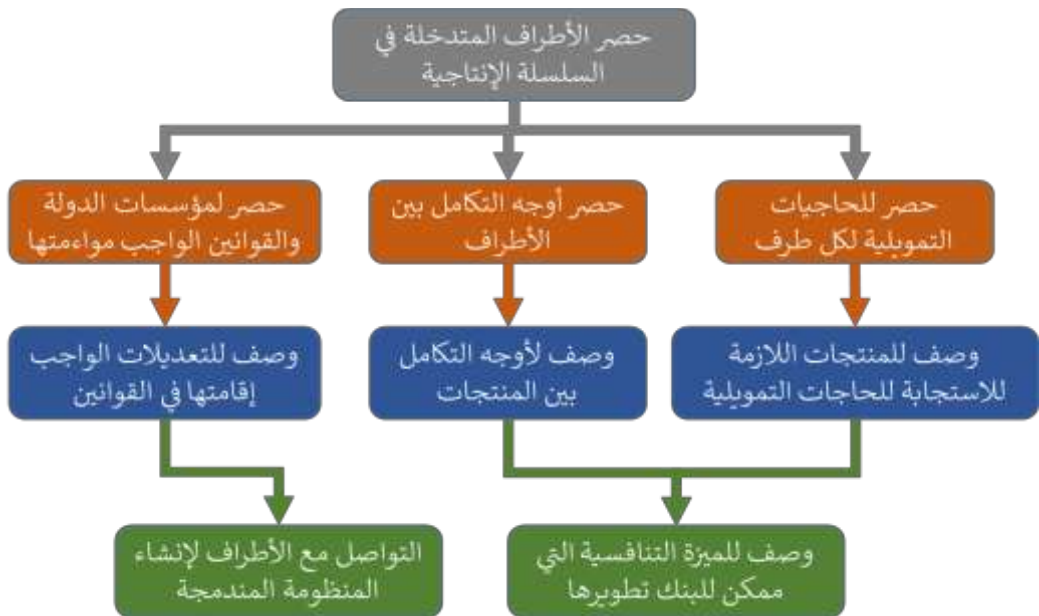 حصر الأطراف المتدخلة في
السلسلة الإنتاجية
حصر للحاجيات
التمويلية لكل طرف
حصر أوجه التكامل بين
الأطراف
حصر لمؤسسات الدولة
والقوانين الواجب مواءمتها
وصف للمنتجات اللازمة
للاستجابة للحاجات التمويلية
وصف لأوجه التكامل
بين المنتجات
وصف للتعديلات الواجب
إقامتها في القوانين
وصف للميزة التنافسية التي
ممكن للبنك تطويرها
التواصل مع الأطراف لإنشاء
المنظومة المندمجة